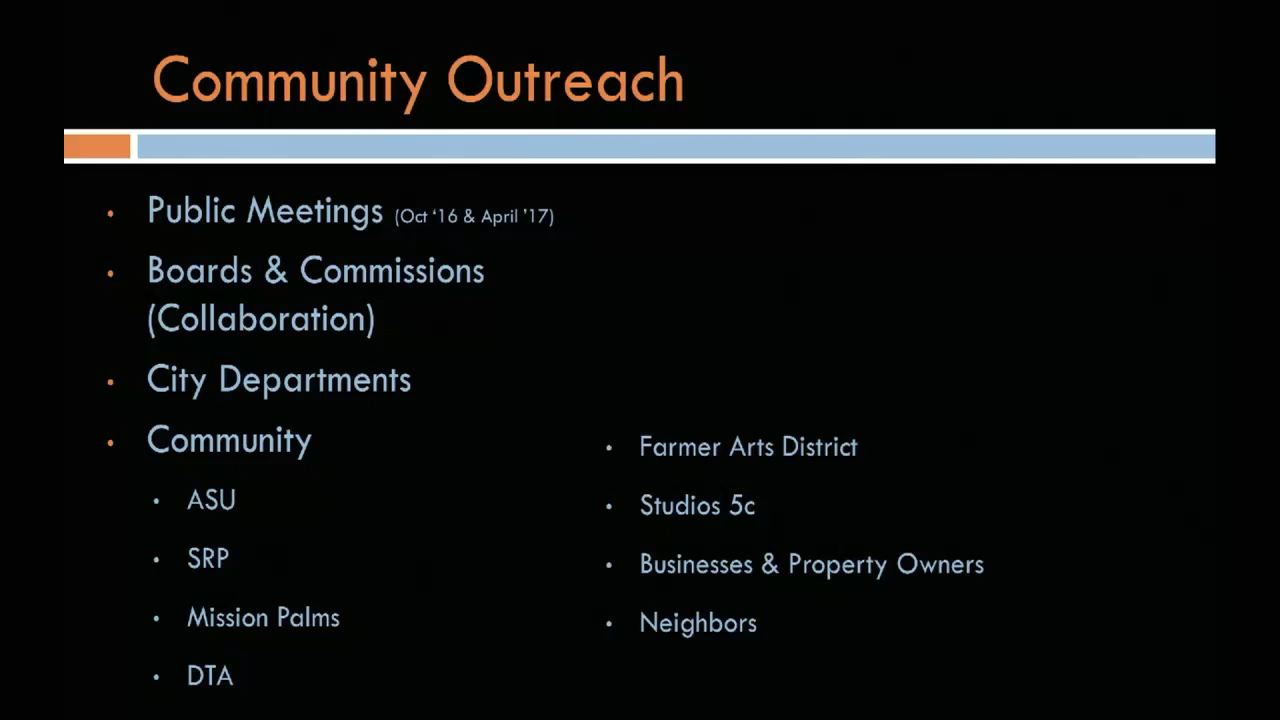 Community Outreach
• Public Meetings (Oct ‘16 & April ’17)
• Boards & Commissions
(Collaboration)
• City Departments
• Community
• ASU
• SRP
• Mission Palms
• DTA
• Farmer Arts District
• Studios 5c
• Businesses & Property Owners
• Neighbors